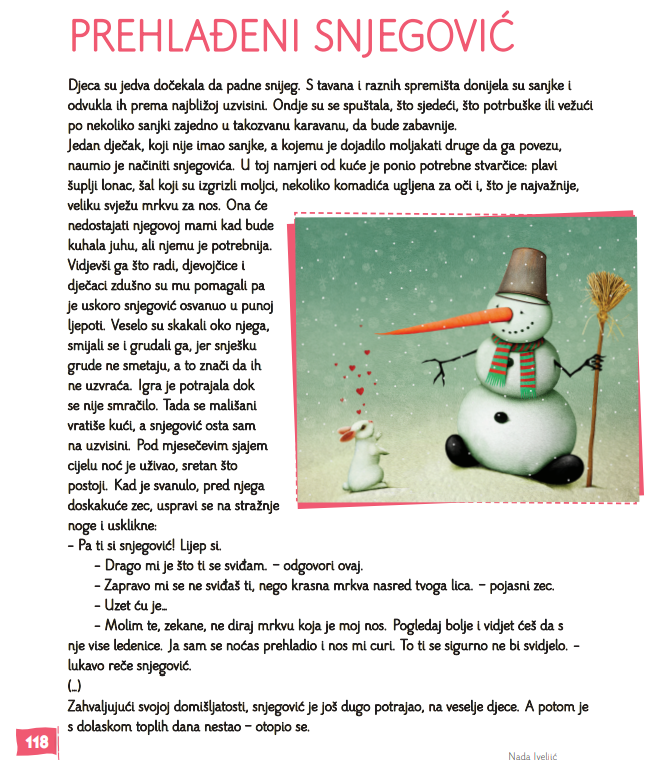 PREHLAĐENI SNJEGOVIĆ
Djeca su jedva dočekala da padne snijeg. S tavana i raznih spremišta donijela su sanjke i
odvukla ih prema najbližoj uzvisini. Ondje su se spuštala, što sjedeći, što potrbuške ili vežući
po nekoliko sanjki zajedno u takozvanu karavanu, da bude zabavnije.
Jedan dječak, koji nije imao sanjke, a kojemu je dojadilo moljakati druge da ga povezu,
naumio je načiniti snjegovića. U toj namjeri od kuće je ponio potrebne stvarčice: plavi
šuplji lonac, šal koji su izgrizli moljci, nekoliko komadića ugljena za oči i, što je najvažnije,
veliku svježu mrkvu za nos. Ona će
nedostajati njegovoj mami kad bude
kuhala juhu, ali njemu je potrebnija.
Vidjevši ga što radi, djevojčice i
dječaci zdušno su mu pomagali pa
je uskoro snjegović osvanuo u punoj
ljepoti. Veselo su skakali oko njega,
smijali se i grudali ga, jer snješku
grude ne smetaju, a to znači da ih
ne uzvraća. Igra je potrajala dok
se nije smračilo. Tada se mališani
vratiše kući, a snjegović osta sam
na uzvisini. Pod mjesečevim sjajem
cijelu noć je uživao, sretan što
postoji. Kad je svanulo, pred njega
doskakuće zec, uspravi se na stražnje
noge i usklikne:
– Pa ti si snjegović! Lijep si.
– Drago mi je što ti se sviđam. – odgovori ovaj.
– Zapravo mi se ne sviđaš ti, nego krasna mrkva nasred tvoga lica. – pojasni zec.
– Uzet ću je...
– Molim te, zekane, ne diraj mrkvu koja je moj nos. Pogledaj bolje i vidjet ćeš da s
nje vise ledenice. Ja sam se noćas prehladio i nos mi curi. To ti se sigurno ne bi svidjelo. –
lukavo reče snjegović.
(...)
Zahvaljujući svojoj domišljatosti, snjegović je još dugo potrajao, na veselje djece. A potom je
s dolaskom toplih dana nestao – otopio se.
118
Nada Iveljić